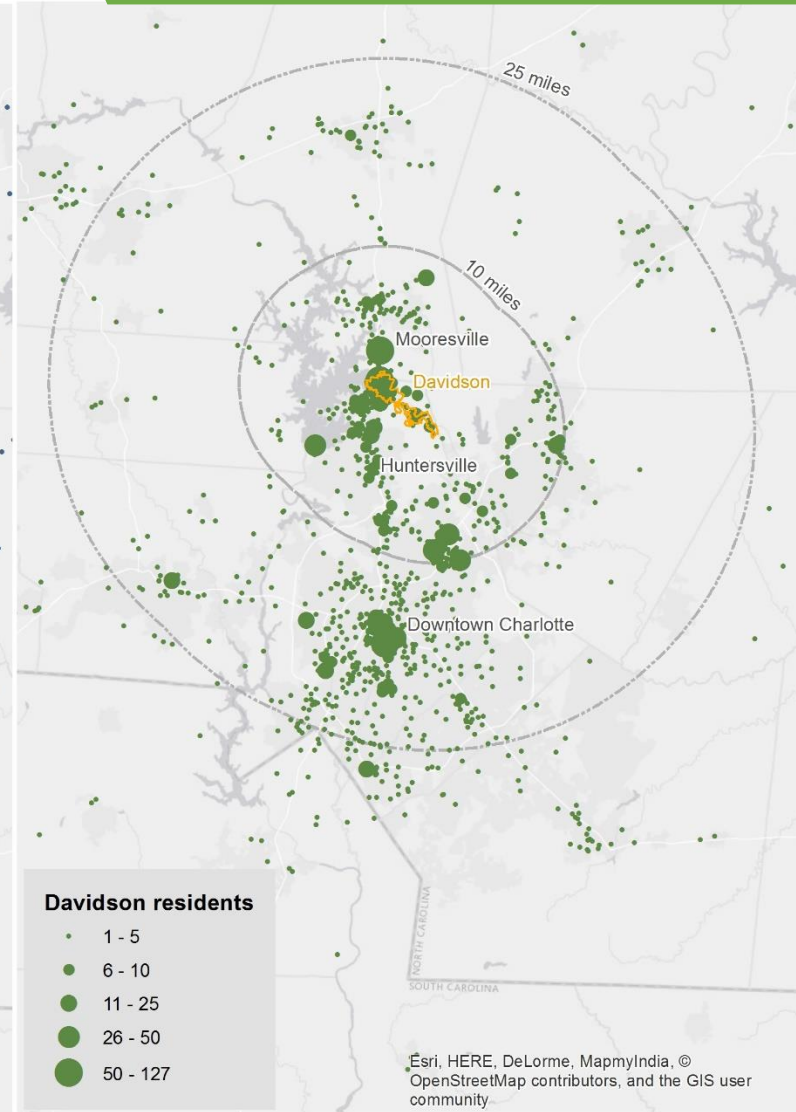 25 miles
10 miles
Mooresville
Davidson
Huntersville
Downtown Charlotte
Davidson residents
1 - 5
6 - 10
11 - 25
26 - 50
50 - 127
NORTH CAROLINA
SOUTH CAROLINA
Esri, HERE, DeLorme, MapmyIndia, ©
OpenStreetMap contributors, and the GIS user
community